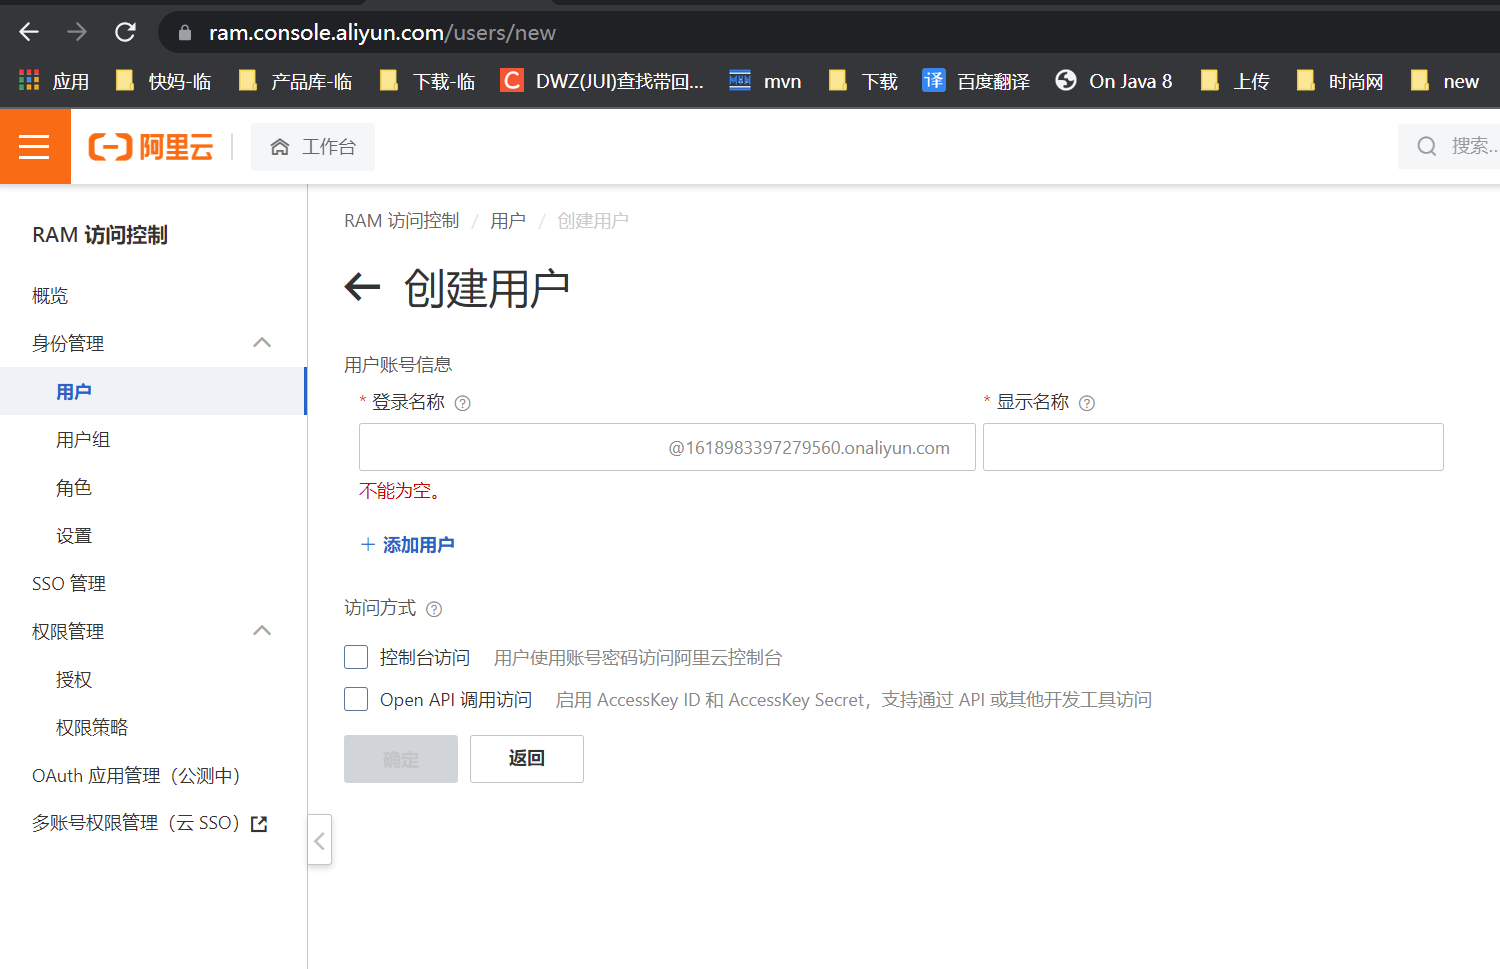 ram.console.aliyun.com/users/new
应用 快妈-临 产品库-临 下载-临 DWZ(JUI)查找带回... mvn 下载 译 百度翻译 On Java 8 上传 时尚网 new
阿里云 工作台 搜索...
RAM 访问控制
概览
身份管理
用户
用户组
角色
设置
SSO 管理
权限管理
授权
权限策略
OAuth 应用管理（公测中）
多账号权限管理（云 SSO）
RAM 访问控制 / 用户 / 创建用户
创建用户
用户账号信息
* 登录名称 ? * 显示名称 ?
@1618983397279560.onaliyun.com
不能为空。
+ 添加用户
访问方式 ?
控制台访问 用户使用账号密码访问阿里云控制台
Open API 调用访问 启用 AccessKey ID 和 AccessKey Secret，支持通过 API 或其他开发工具访问
确定 返回